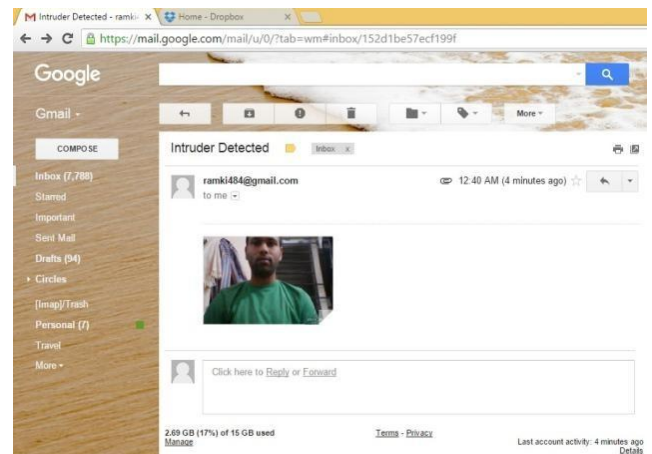 Intruder Detected - ramki
Home - Dropbox
https://mail.google.com/mail/u/0/?tab=wm#inbox/152d1be57ecf199f
Google
Gmail
More
COMPOSE
Intruder Detected
Inbox x
Inbox (7,788)
ramki484@gmail.com
12:40 AM (4 minutes ago)
Starred
to me
Important
Sent Mail
Drafts (94)
Circles
[Imap]/Trash
Personal (7)
Travel
More
Click here to Reply or Forward
2.69 GB (17%) of 15 GB used
Manage
Terms - Privacy
Last account activity: 4 minutes ago
Details